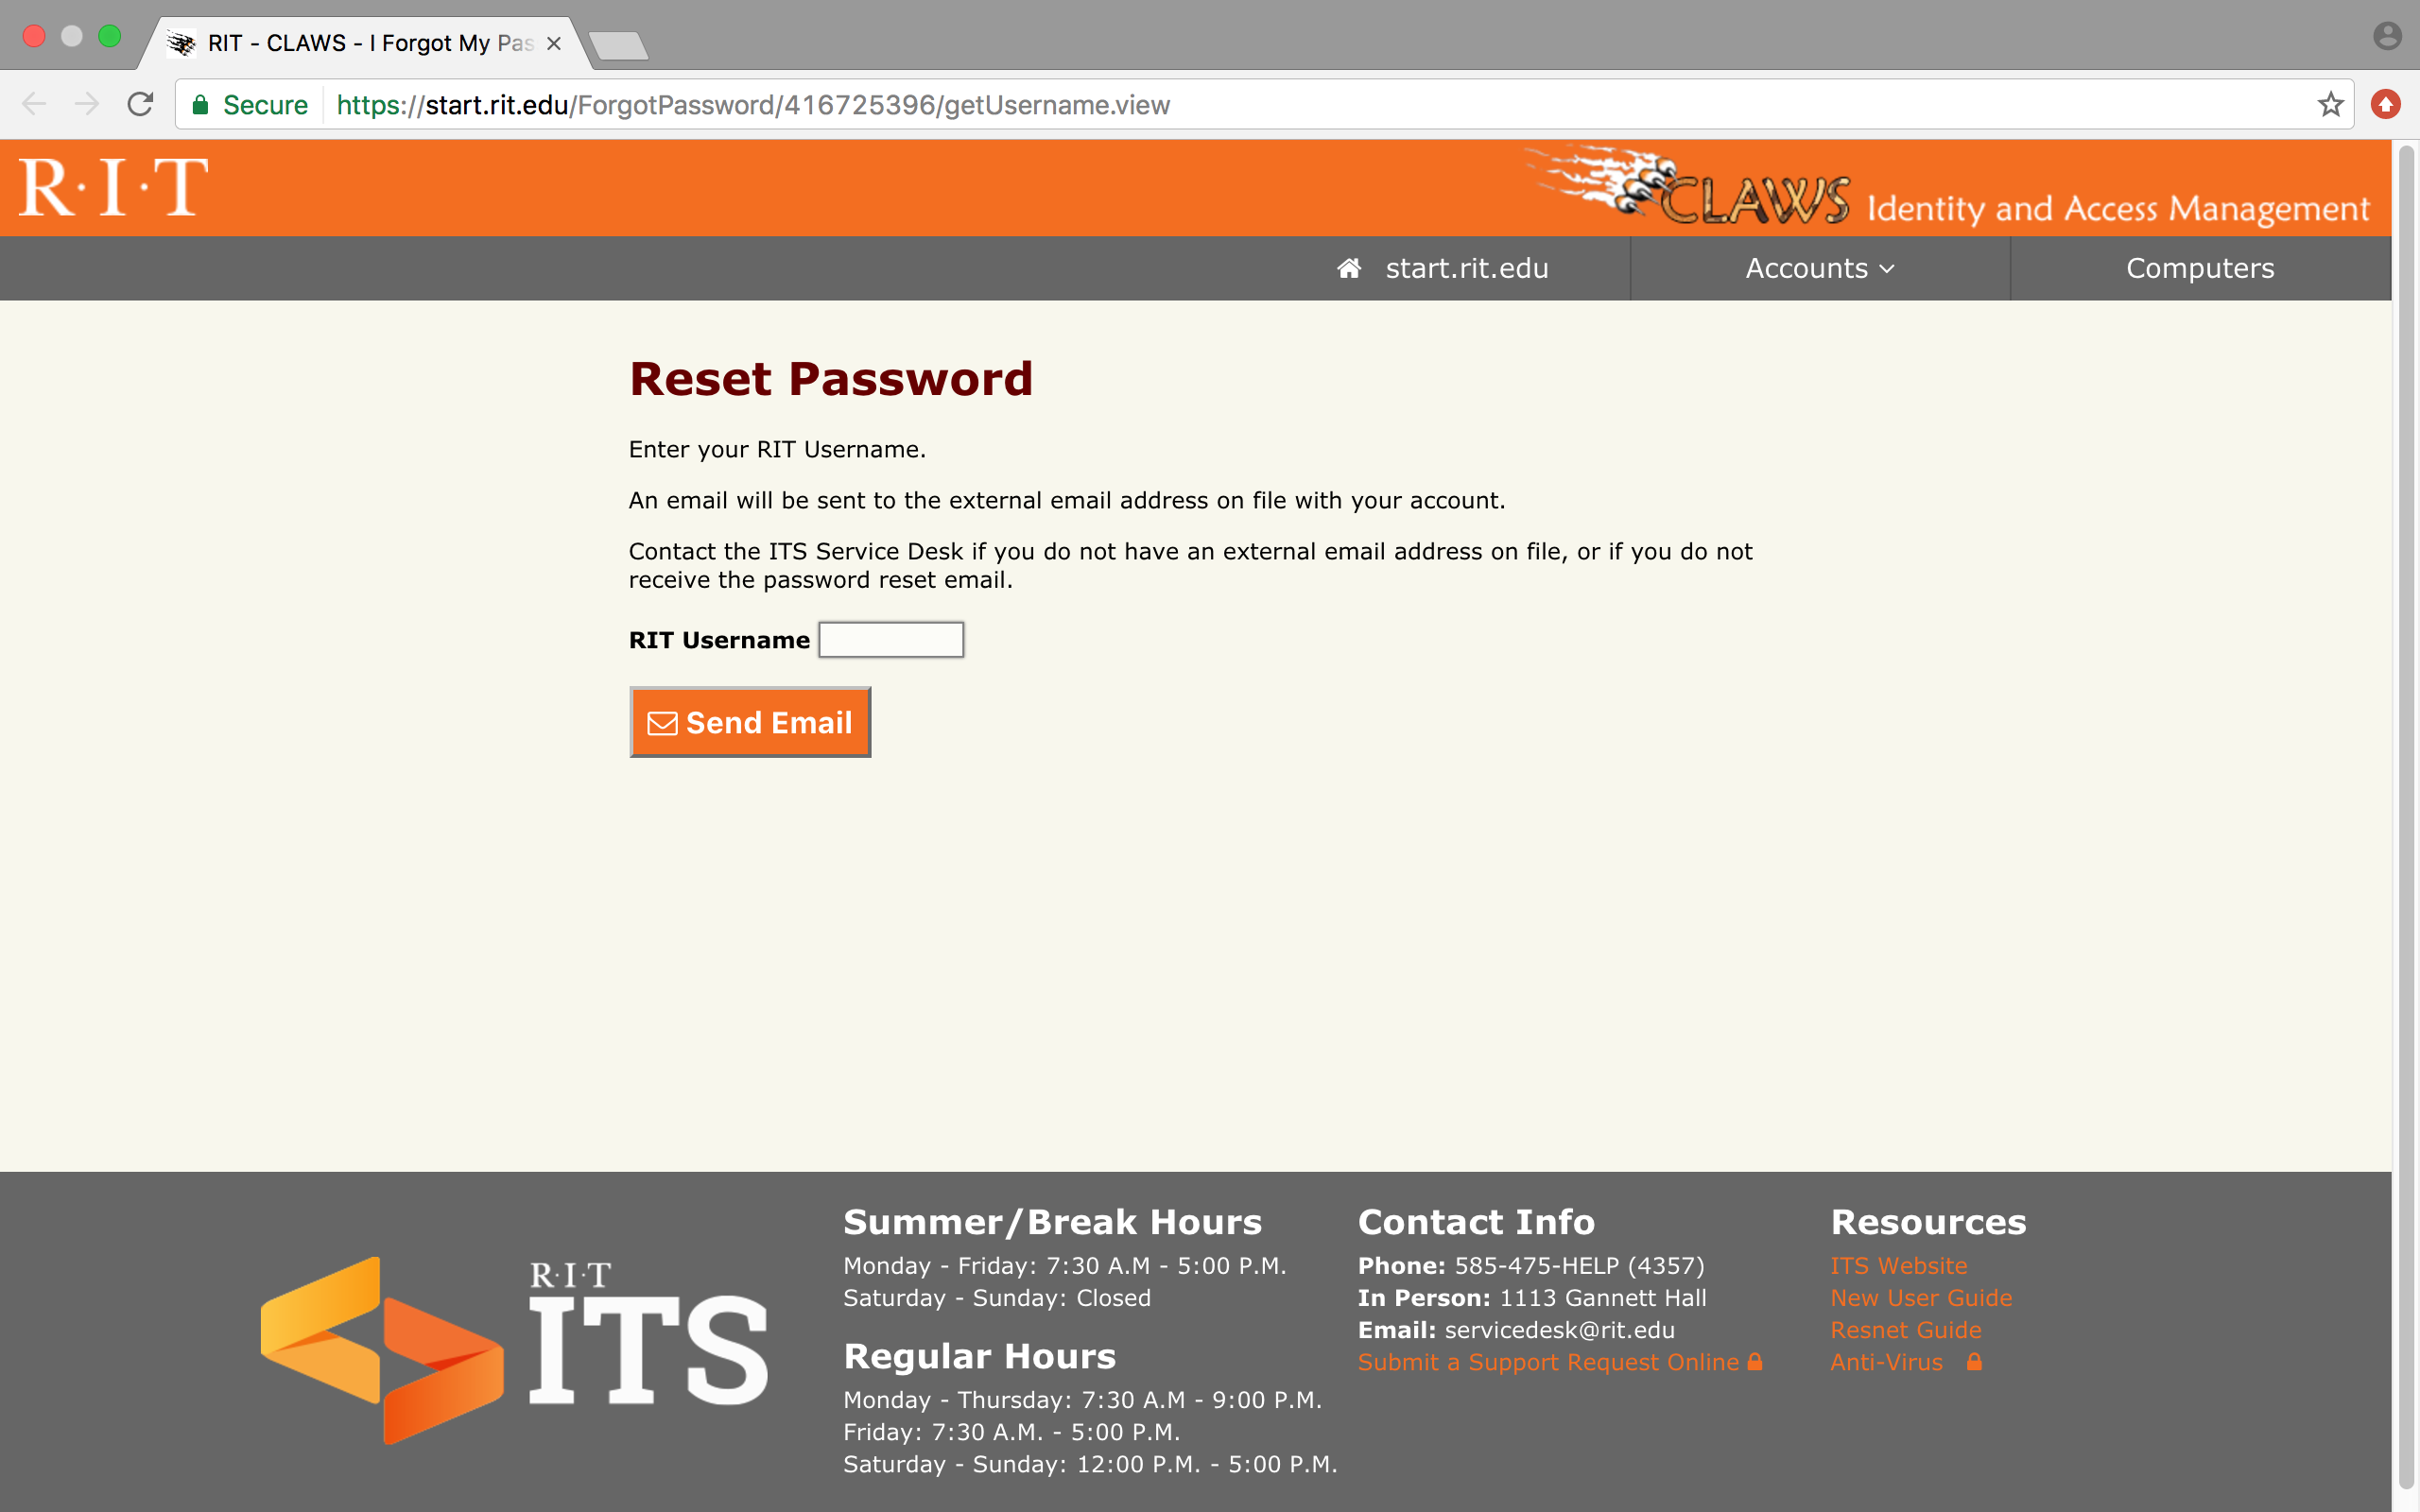 RIT - CLAWS - I Forgot My Pas
Secure https://start.rit.edu/ForgotPassword/416725396/getUsername.view
R·I·T
CLAWS Identity and Access Management
start.rit.edu
Accounts
Computers
Reset Password
Enter your RIT Username.
An email will be sent to the external email address on file with your account.
Contact the ITS Service Desk if you do not have an external email address on file, or if you do not
receive the password reset email.
RIT Username
Send Email
R·I·T
ITS
Summer/Break Hours
Monday - Friday: 7:30 A.M - 5:00 P.M.
Saturday - Sunday: Closed
Regular Hours
Monday - Thursday: 7:30 A.M - 9:00 P.M.
Friday: 7:30 A.M. - 5:00 P.M.
Saturday - Sunday: 12:00 P.M. - 5:00 P.M.
Contact Info
Phone: 585-475-HELP (4357)
In Person: 1113 Gannett Hall
Email: servicedesk@rit.edu
Submit a Support Request Online
Resources
ITS Website
New User Guide
Resnet Guide
Anti-Virus